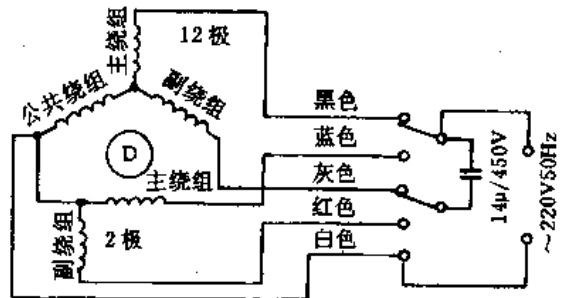 12极
主绕组
公共绕组
副绕组
D
主绕组
副绕组
2极
黑色
蓝色
灰色
红色
白色
14μ/450V
～220V50Hz